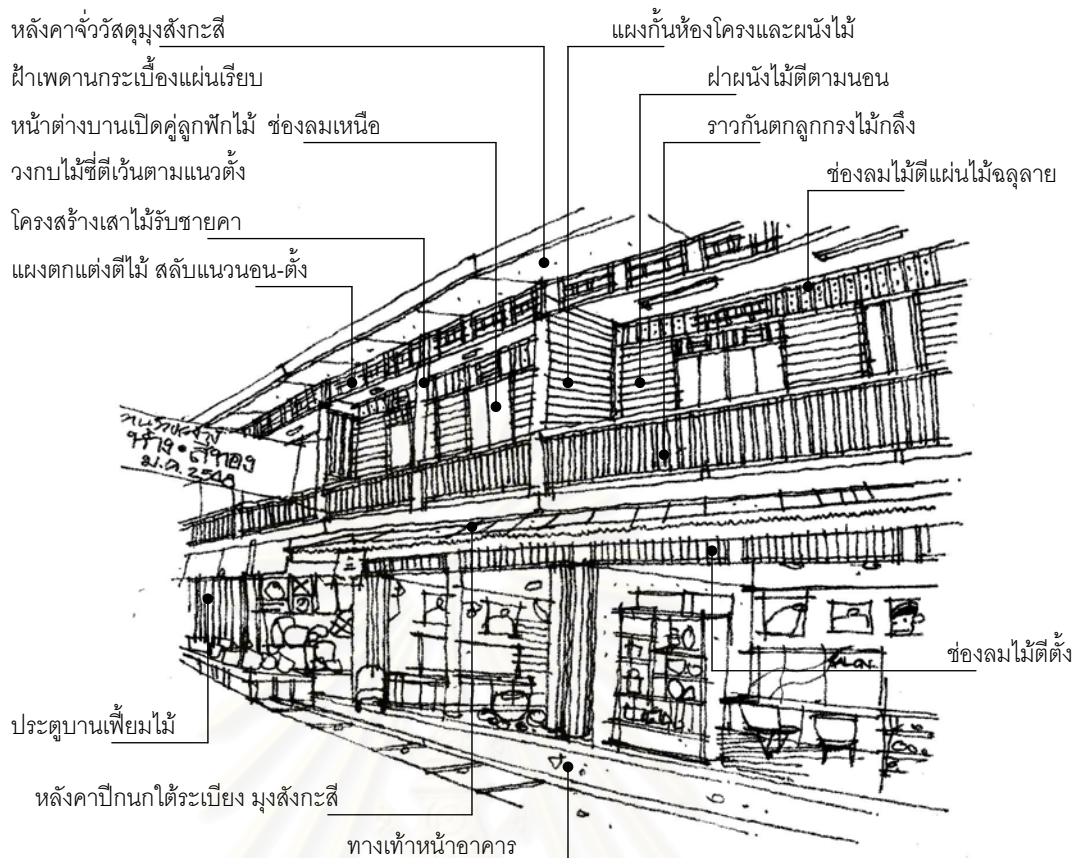 หลังคาจั่ววัสดุมุงสังกะสี
แผงกั้นห้องโครงและผนังไม้
ฝ้าเพดานกระเบื้องแผ่นเรียบ
ฝาผนังไม้ตีตามนอน
หน้าต่างบานเปิดคู่ลูกฟักไม้ ช่องลมเหนือ
ราวกันตกลูกกรงไม้กลึง
วงกบไม้ซี่ตีเว้นตามแนวตั้ง
ช่องลมไม้ตีแผ่นไม้ฉลุลาย
โครงสร้างเสาไม้รับชายคา
แผงตกแต่งตีไม้ สลับแนวนอน-ตั้ง
SALON
ช่องลมไม้ตีตั้ง
ประตูบานเฟี้ยมไม้
หลังคาปีกนกใต้ระเบียง มุงสังกะสี
ทางเท้าหน้าอาคาร